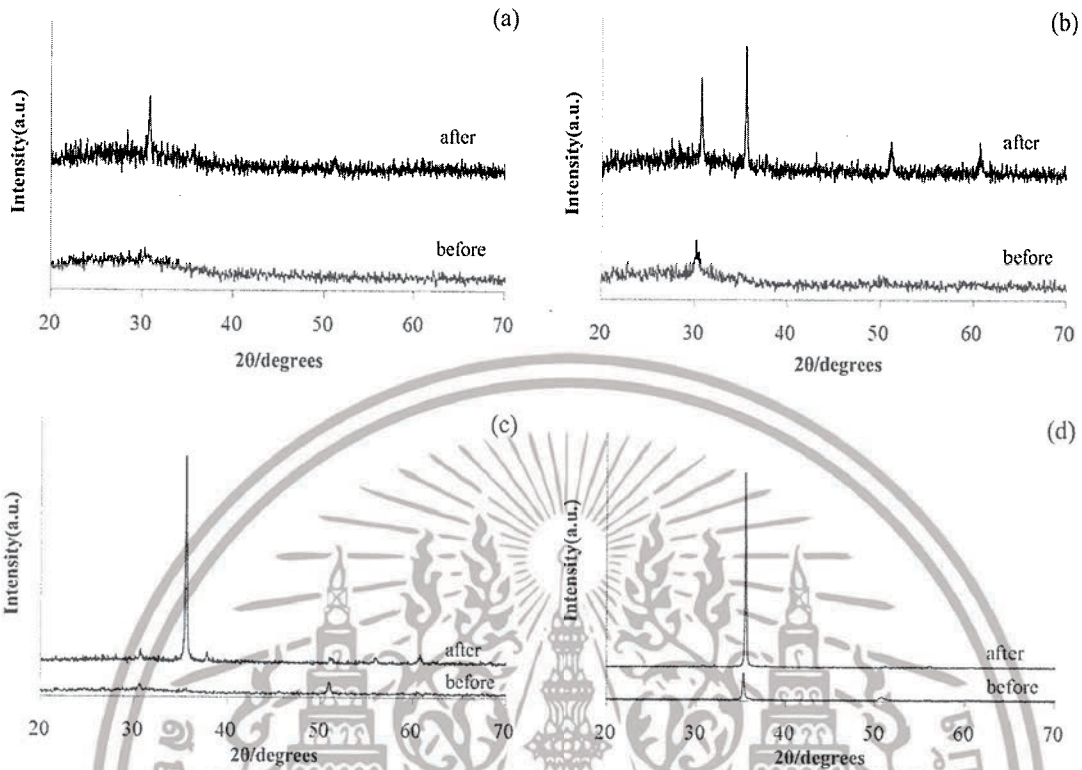 (a)
Intensity(a.u.)
after
before
20 30 40 50 60 70
2θ/degrees
(b)
Intensity(a.u.)
after
before
20 30 40 50 60 70
2θ/degrees
(c)
Intensity(a.u.)
after
before
20 30 40 50 60 70
2θ/degrees
(d)
Intensity(a.u.)
after
before
20 30 40 50 60 70
2θ/degrees